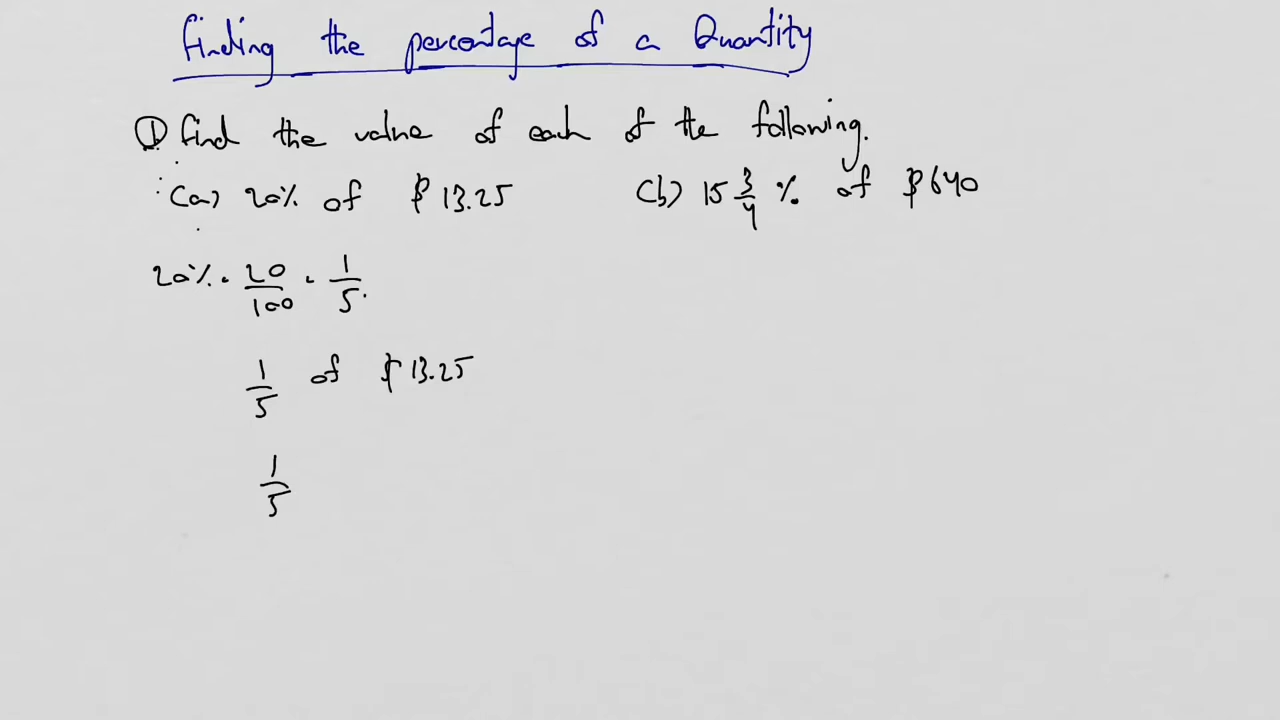 Finding the percentage of a Quantity
① Find the value of each of the following.
(a) 20% of $13.25 (b) 15 3/4 % of $640
20% = 20/100 = 1/5.
1/5 of $13.25
1/5